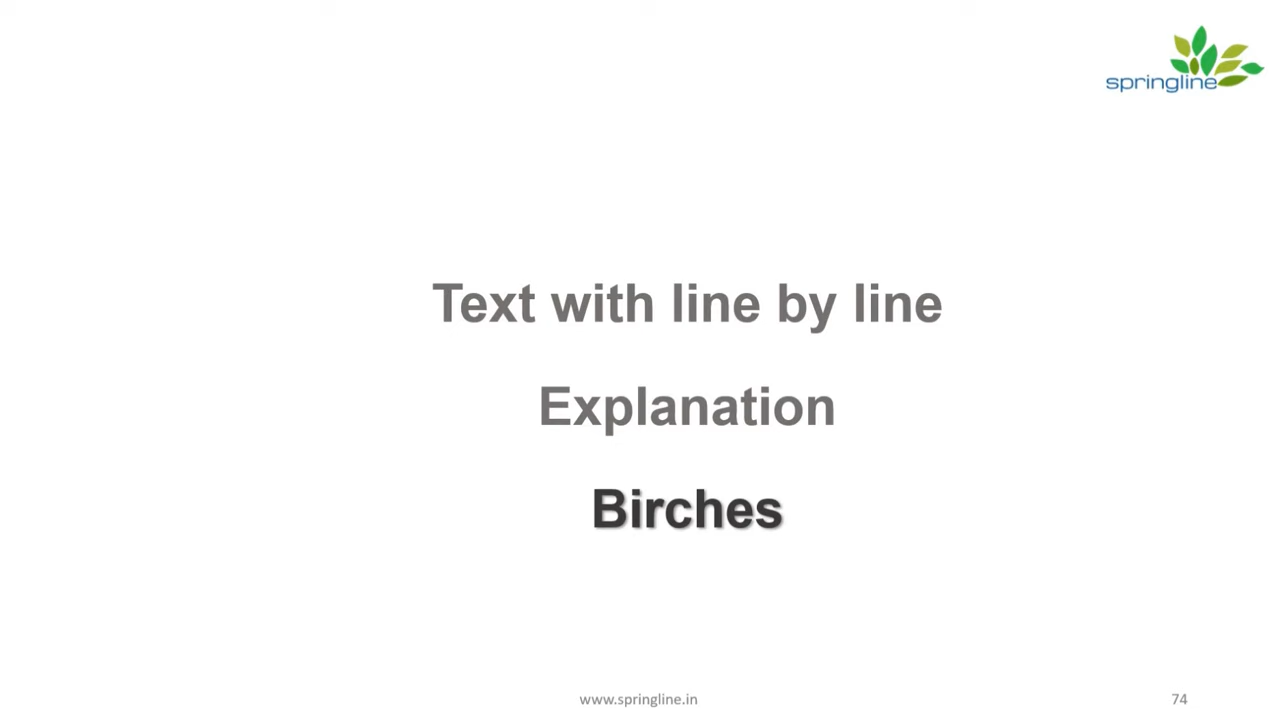 springline
Text with line by line
Explanation
Birches
www.springline.in
74